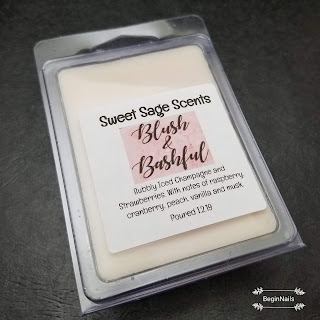 Sweet Sage Scents
Blush
&
Bashful
Bubbly Iced Champagne and
Strawberries. With notes of raspberry,
cranberry, peach, vanilla and musk.
Poured 12.19
BeginNails